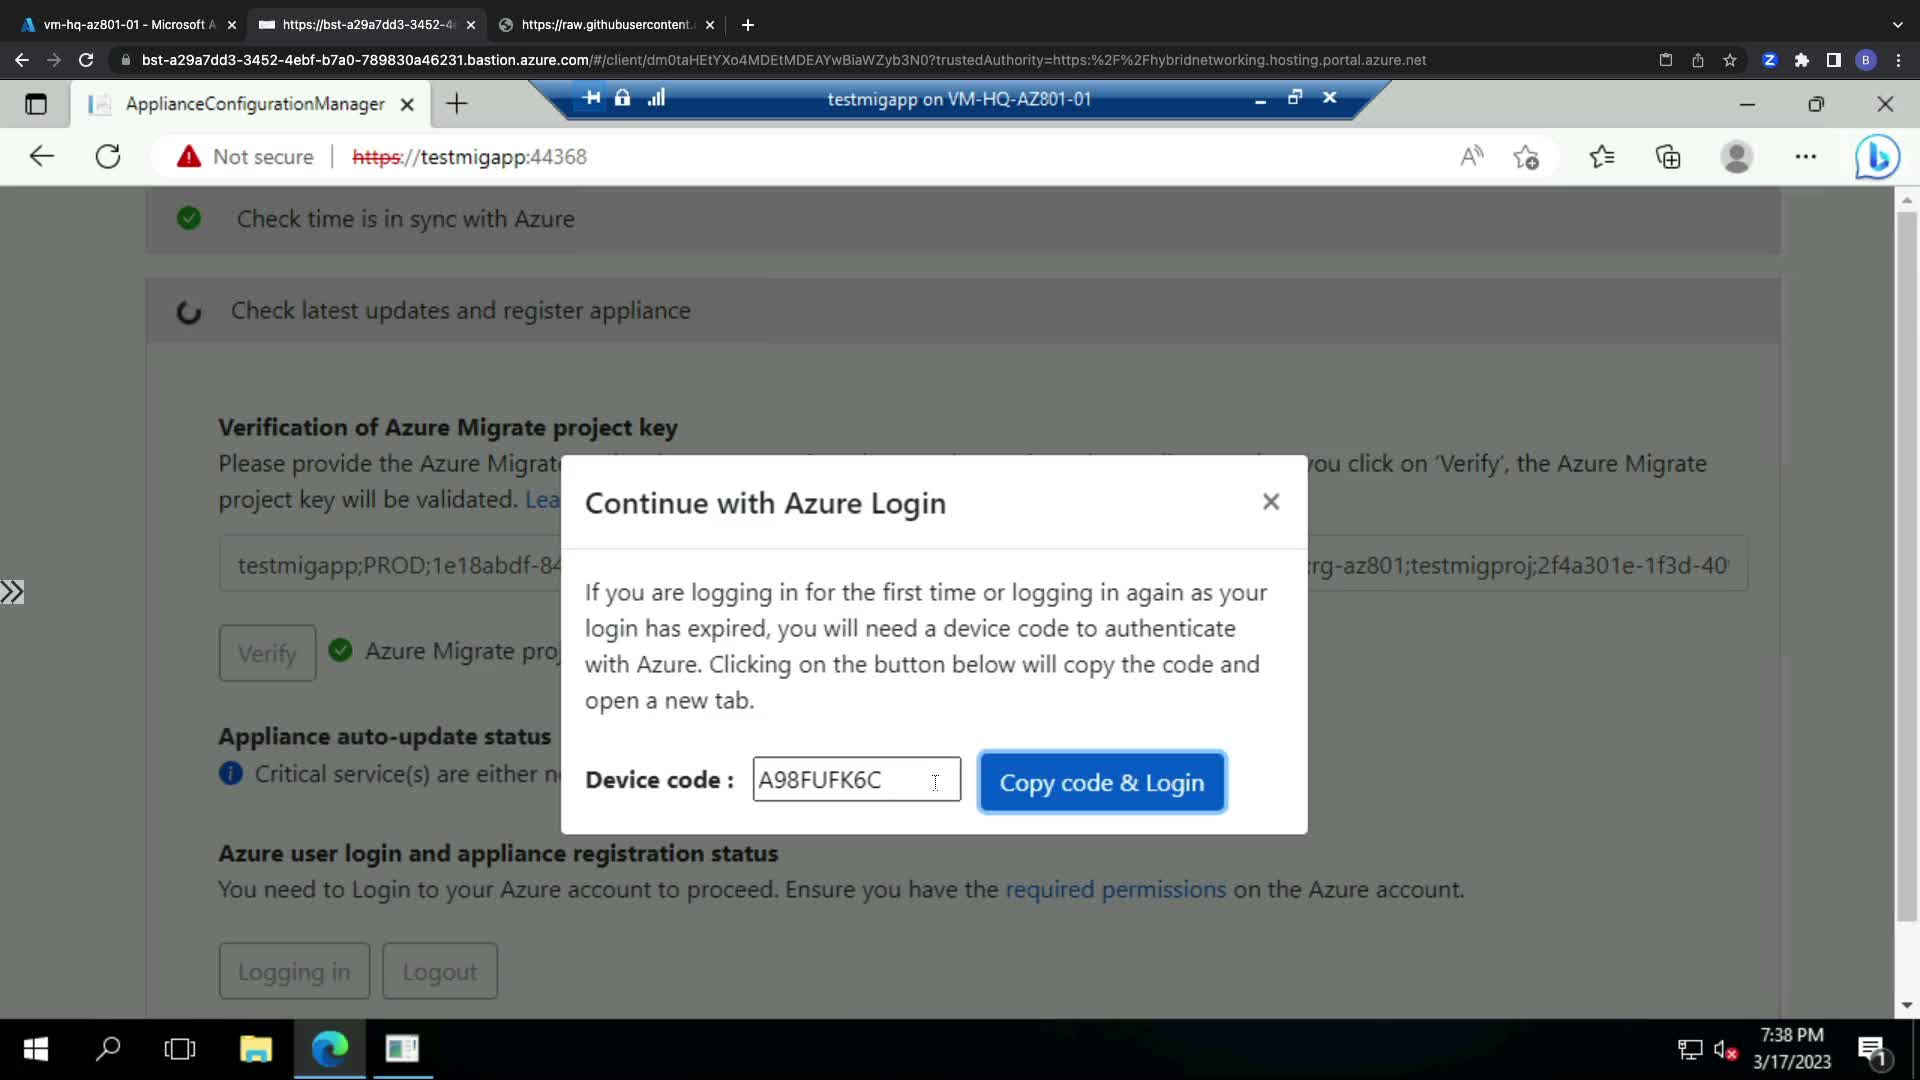 vm-hq-az801-01 - Microsoft A
https://bst-a29a7dd3-3452-4e
https://raw.githubusercontent.
bst-a29a7dd3-3452-4ebf-b7a0-789830a46231.bastion.azure.com/#/client/dm0taHEtYXo4MDEtMDEAYwBiaWZyb3N0?trustedAuthority=https:%2F%2Fhybridnetworking.hosting.portal.azure.net
B
ApplianceConfigurationManager
testmigapp on VM-HQ-AZ801-01
Not secure
https://testmigapp:44368
Check time is in sync with Azure
Check latest updates and register appliance
Verification of Azure Migrate project key
Please provide the Azure Migrate you click on ‘Verify’, the Azure Migrate
project key will be validated. Lea
testmigapp;PROD;1e18abdf-84 ;rg-az801;testmigproj;2f4a301e-1f3d-40
Verify
Azure Migrate proj
Appliance auto-update status
Critical service(s) are either n
Continue with Azure Login
If you are logging in for the first time or logging in again as your
login has expired, you will need a device code to authenticate
with Azure. Clicking on the button below will copy the code and
open a new tab.
Device code :
A98FUFK6C
Copy code & Login
Azure user login and appliance registration status
You need to Login to your Azure account to proceed. Ensure you have the required permissions on the Azure account.
Logging in
Logout
7:38 PM
3/17/2023
1